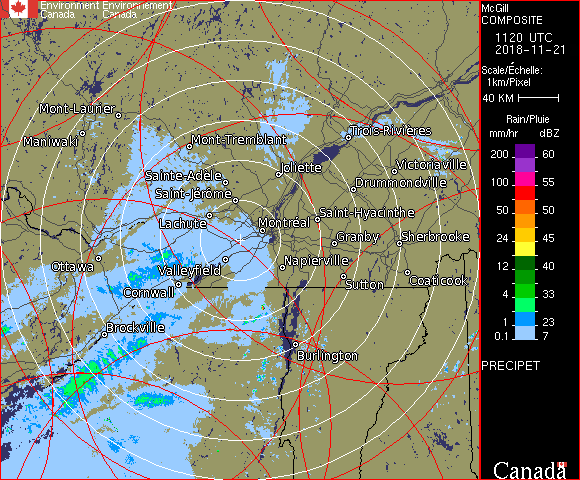 Environment Environnement
Canada Canada
McGill
COMPOSITE
1120 UTC
2018-11-21
Scale/Échelle:
1km/Pixel
40 KM
Rain/Pluie
mm/hr dBZ
200 60
100 55
50 50
24 45
12 40
4 33
1 23
0.1 7
PRECIPET
Canada
Mont-Laurier
Maniwaki
Mont-Tremblant
Trois-Rivières
Joliette
Victoriaville
Sainte-Adèle
Drummondville
Saint-Jérôme
Saint-Hyacinthe
Lachute
Montréal
Granby
Sherbrooke
Ottawa
Valleyfield
Napierville
Cornwall
Sutton
Coaticook
Brockville
Burlington